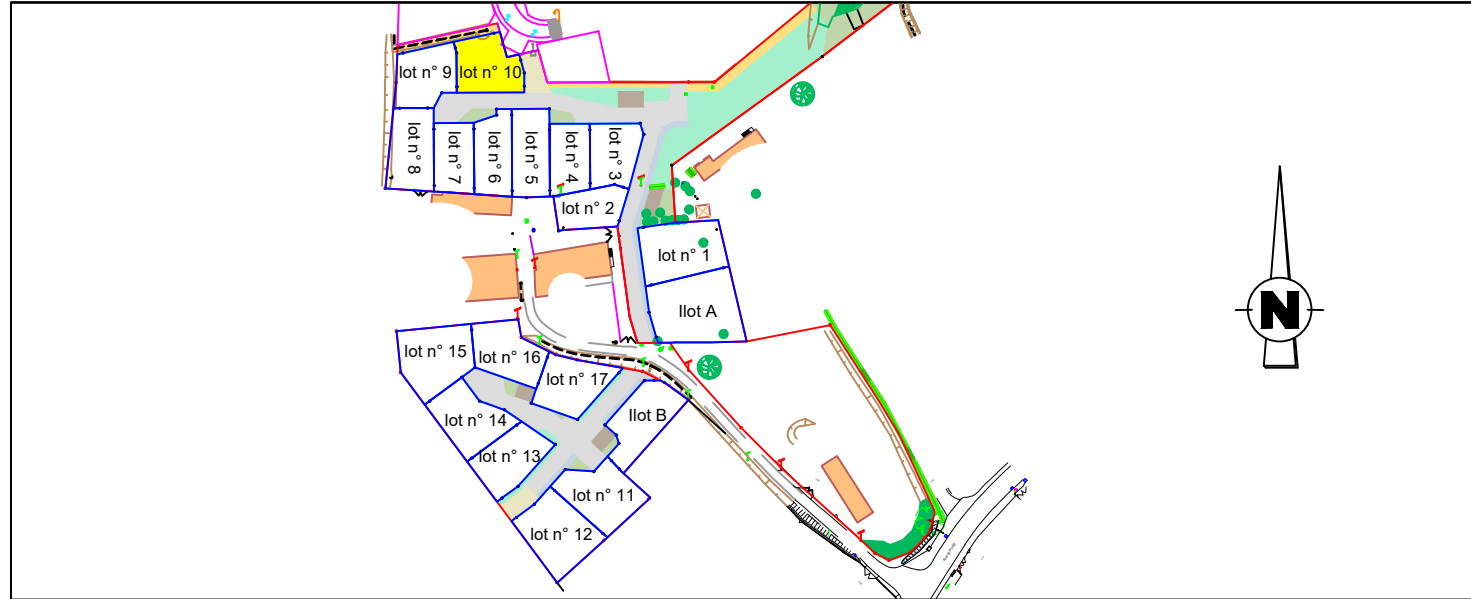 lot n° 9
lot n° 10
lot n° 8
lot n° 7
lot n° 6
lot n° 5
lot n° 4
lot n° 3
lot n° 2
lot n° 1
Ilot A
N
lot n° 15
lot n° 16
lot n° 17
Ilot B
lot n° 14
lot n° 13
lot n° 11
lot n° 12